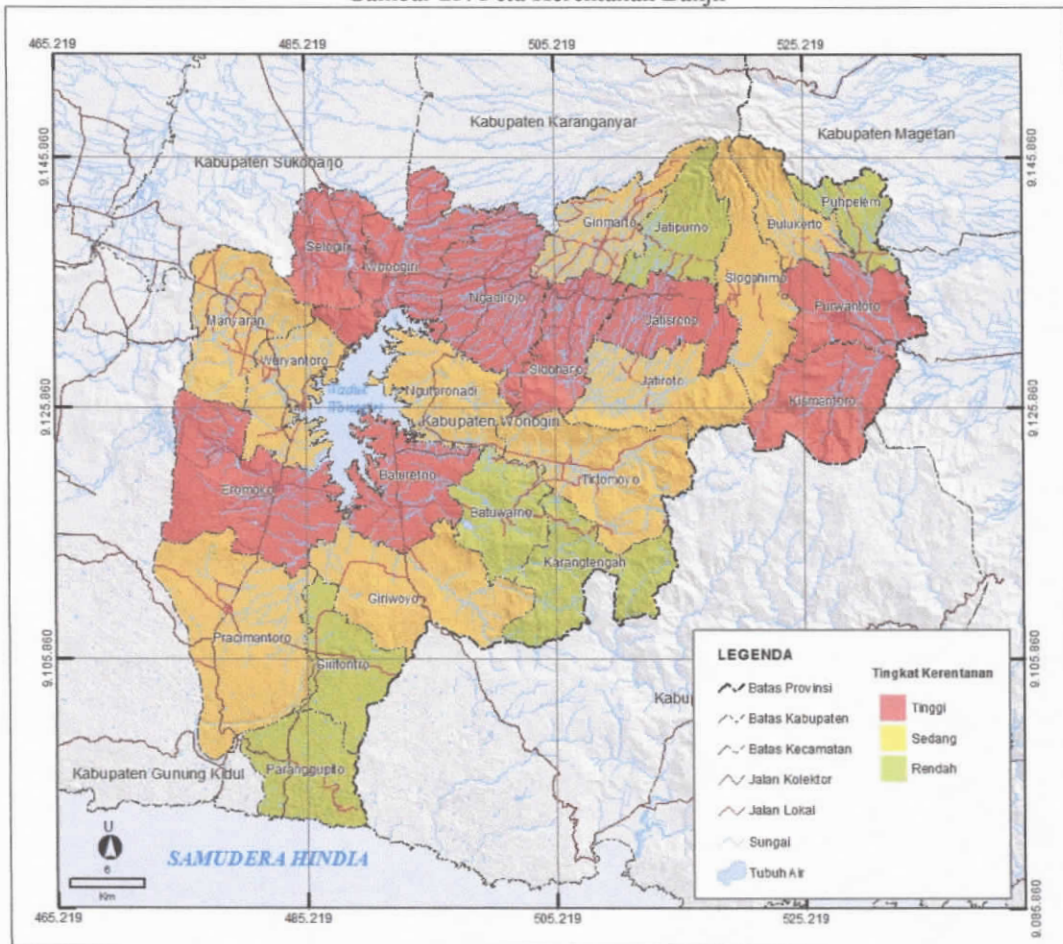 465.219 485.219 505.219 525.219
Kabupaten Karanganyar
Kabupaten Magetan
Kabupaten Sukoharjo
9.145.860 9.145.860
Puhpelem
Girimarto
Jatipurno
Bulukerto
Selogiri
Wonogiri
Slogohimo
Ngadirojo
Purwantoro
Manyaran
Jatisrono
Wuryantoro
Sidoharjo
Jatiroto
Nguntoronadi
Kismantoro
9.125.860 9.125.860
Kabupaten Wonogiri
Baturetno
Tirtomoyo
Eromoko
Batuwarno
Karangtengah
Giriwoyo
Pracimantoro
Giritontro
9.105.860 9.105.860
Kabupaten Gunung Kidul
Paranggupito
SAMUDERA HINDIA
U
6
Km
LEGENDA
Batas Provinsi
Batas Kabupaten
Batas Kecamatan
Jalan Kolektor
Jalan Lokal
Sungai
Tubuh Air
Tingkat Kerentanan
Tinggi
Sedang
Rendah
9.085.860
465.219 485.219 505.219 525.219